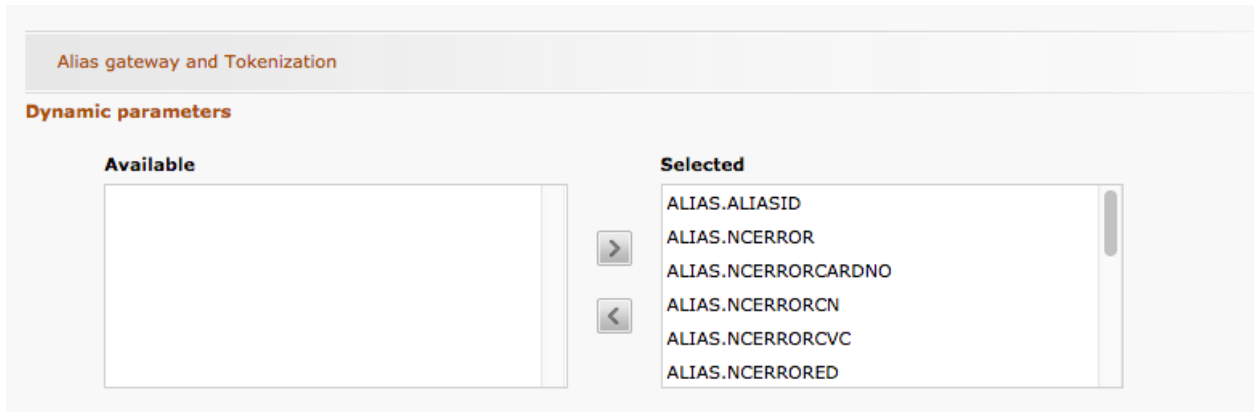 Alias gateway and Tokenization
Dynamic parameters
Available
Selected
ALIAS.ALIASID
ALIAS.NCERROR
ALIAS.NCERRORCARDNO
ALIAS.NCERRORCN
ALIAS.NCERRORCVC
ALIAS.NCERRORED